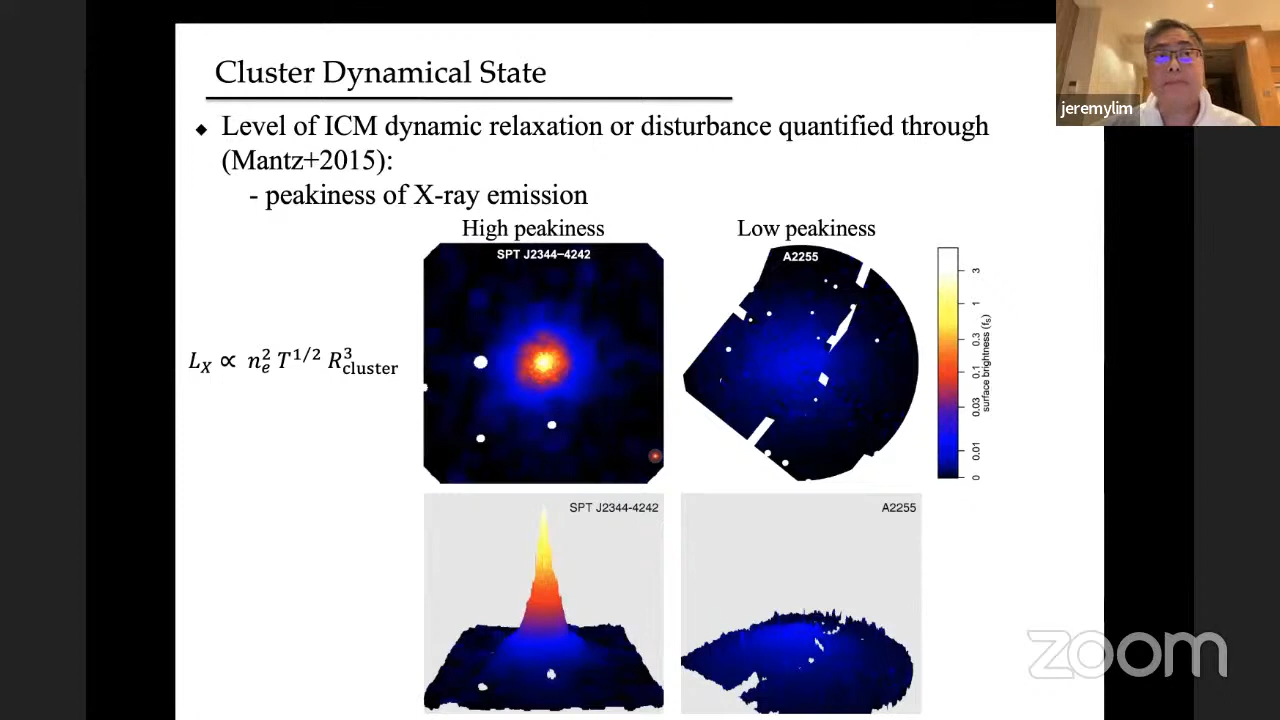 Cluster Dynamical State
jeremylim
◆ Level of ICM dynamic relaxation or disturbance quantified through
(Mantz+2015):
- peakiness of X-ray emission
High peakiness
Low peakiness
SPT J2344−4242
A2255
L_X ∝ n_e^2 T^{1/2} R_{cluster}^3
3
1
0.3
0.1
0.03
0.01
0
surface brightness (f_s)
SPT J2344-4242
A2255
zoom